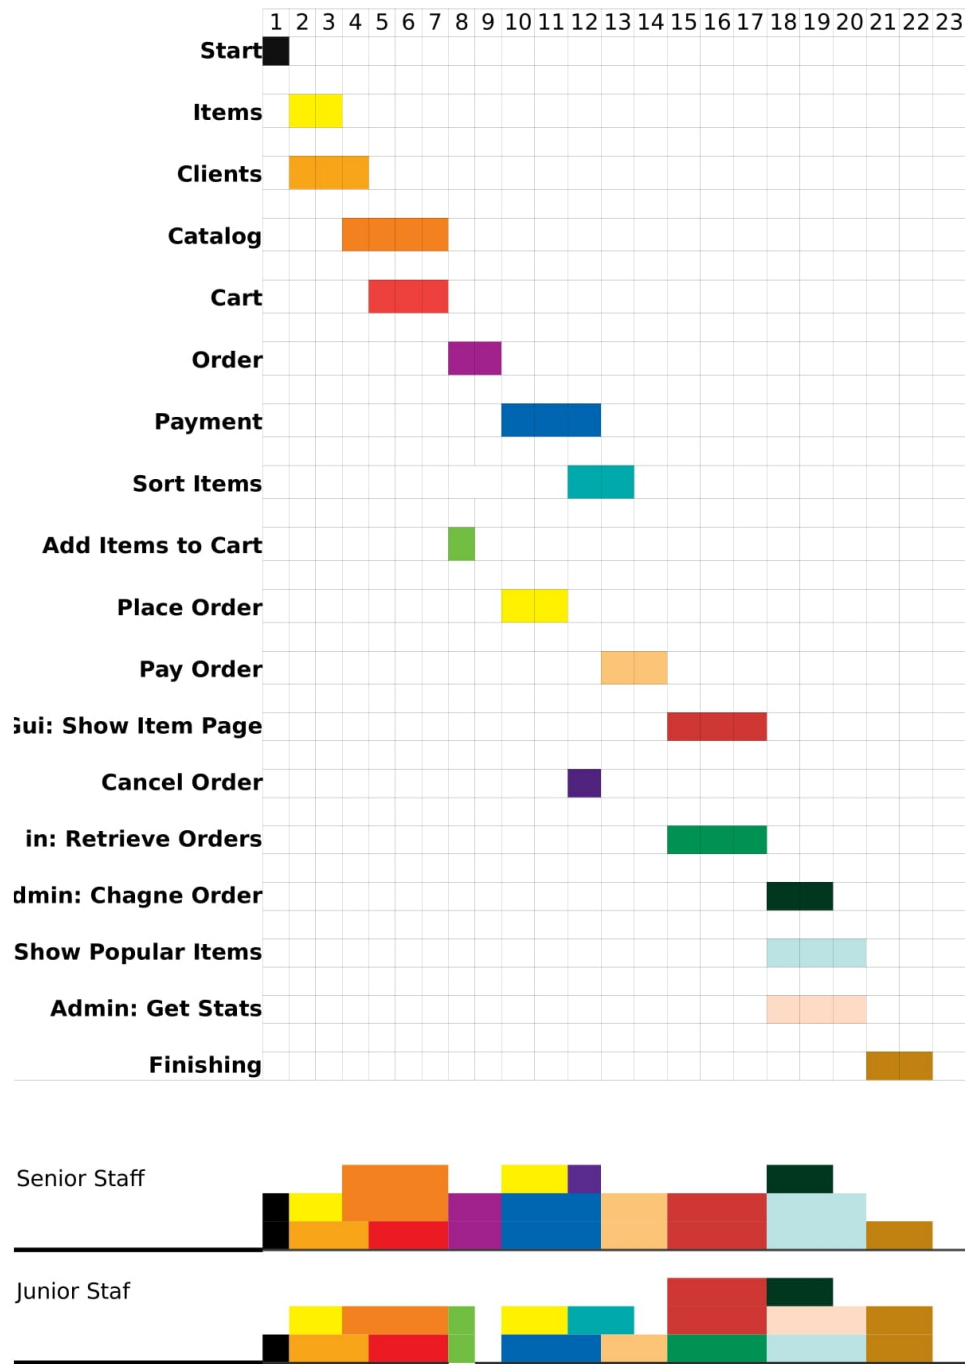 1 2 3 4 5 6 7 8 9 10 11 12 13 14 15 16 17 18 19 20 21 22 23
Start
Items
Clients
Catalog
Cart
Order
Payment
Sort Items
Add Items to Cart
Place Order
Pay Order
Gui: Show Item Page
Cancel Order
in: Retrieve Orders
dmin: Chagne Order
Show Popular Items
Admin: Get Stats
Finishing
Senior Staff
Junior Staf